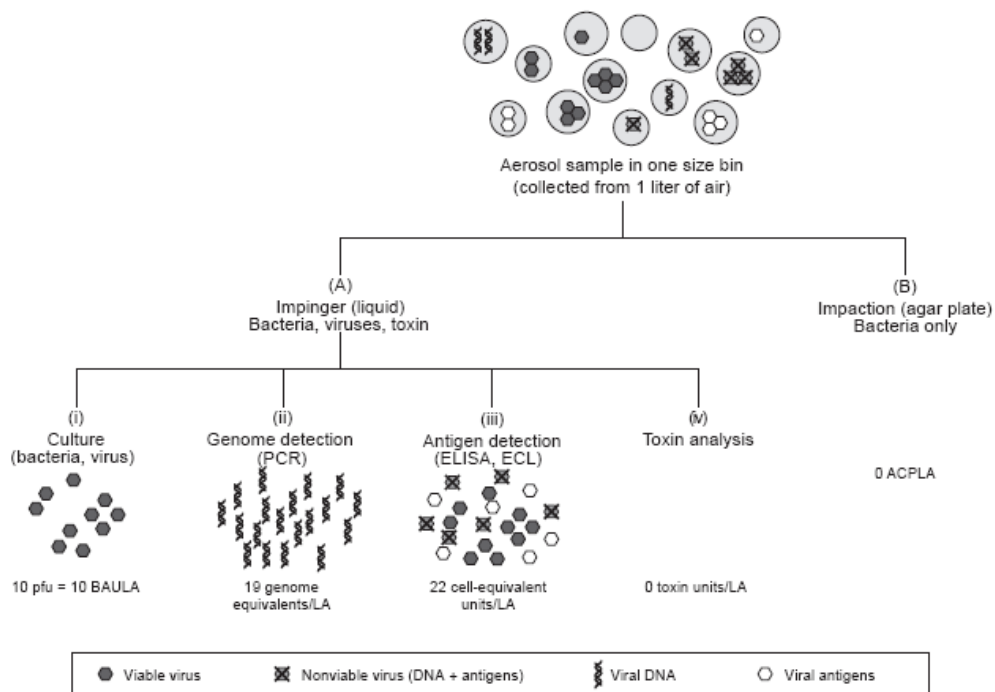 Aerosol sample in one size bin
(collected from 1 liter of air)
(A)
Impinger (liquid)
Bacteria, viruses, toxin
(B)
Impaction (agar plate)
Bacteria only
(i)
Culture
(bacteria, virus)
(ii)
Genome detection
(PCR)
(iii)
Antigen detection
(ELISA, ECL)
(iv)
Toxin analysis
0 ACPLA
10 pfu = 10 BAULA
19 genome
equivalents/LA
22 cell-equivalent
units/LA
0 toxin units/LA
Viable virus
Nonviable virus (DNA + antigens)
Viral DNA
Viral antigens